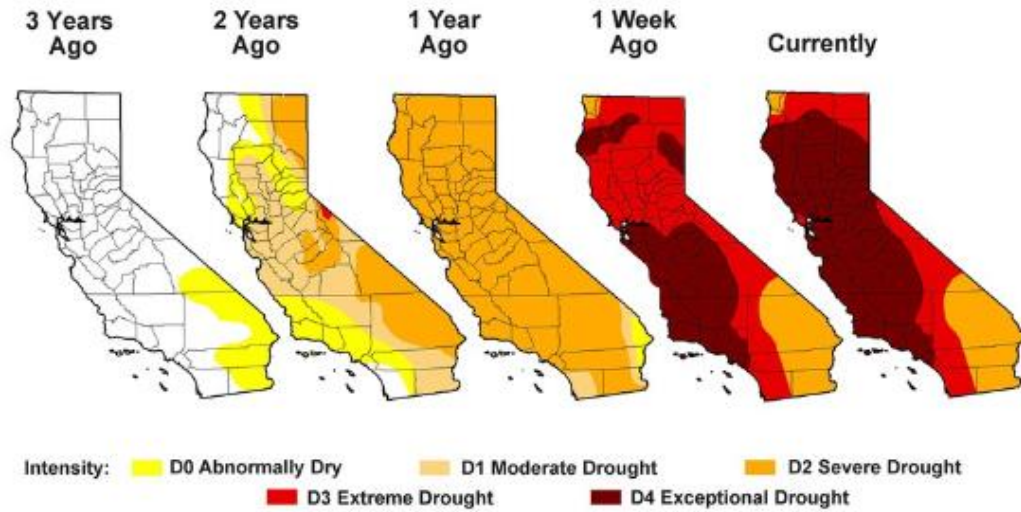 3 Years Ago
2 Years Ago
1 Year Ago
1 Week Ago
Currently
Intensity: D0 Abnormally Dry D1 Moderate Drought D2 Severe Drought
D3 Extreme Drought D4 Exceptional Drought